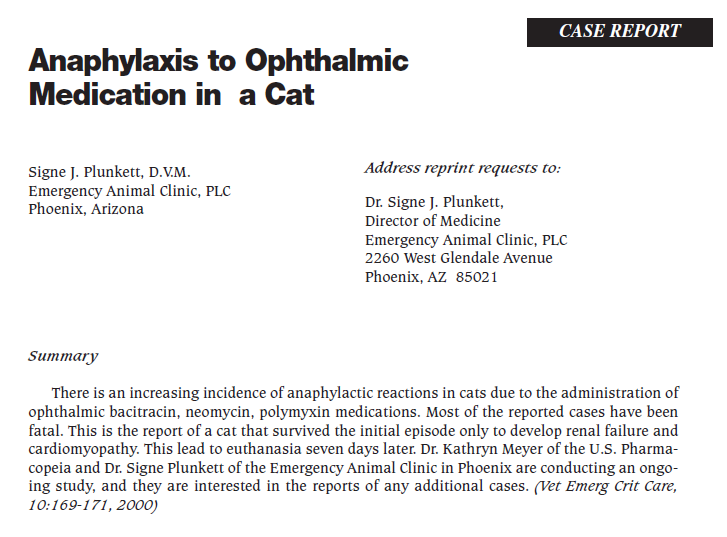 CASE REPORT
Anaphylaxis to Ophthalmic
Medication in a Cat
Signe J. Plunkett, D.V.M.
Emergency Animal Clinic, PLC
Phoenix, Arizona
Address reprint requests to:
Dr. Signe J. Plunkett,
Director of Medicine
Emergency Animal Clinic, PLC
2260 West Glendale Avenue
Phoenix, AZ 85021
Summary
There is an increasing incidence of anaphylactic reactions in cats due to the administration of
ophthalmic bacitracin, neomycin, polymyxin medications. Most of the reported cases have been
fatal. This is the report of a cat that survived the initial episode only to develop renal failure and
cardiomyopathy. This lead to euthanasia seven days later. Dr. Kathryn Meyer of the U.S. Pharma-
copeia and Dr. Signe Plunkett of the Emergency Animal Clinic in Phoenix are conducting an ongo-
ing study, and they are interested in the reports of any additional cases. (Vet Emerg Crit Care,
10:169-171, 2000)